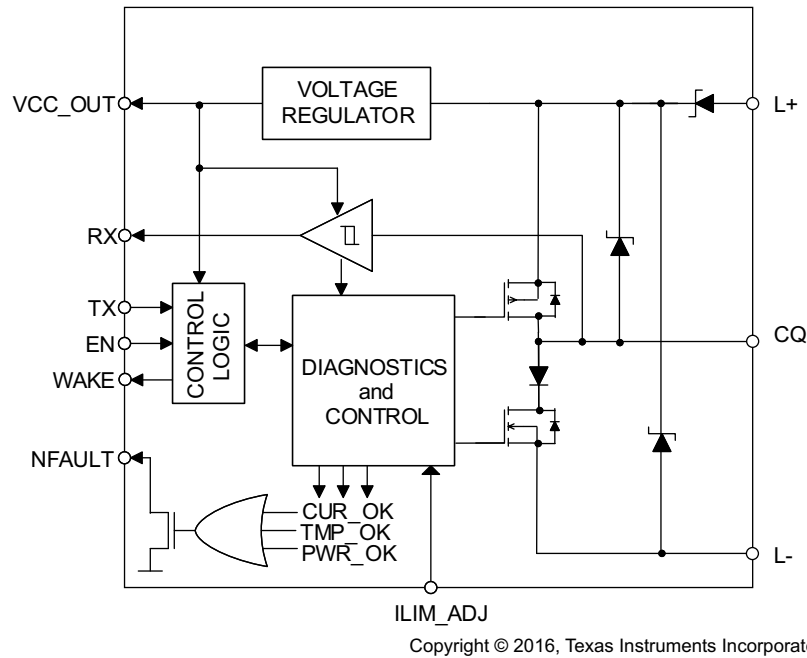 VOLTAGE
REGULATOR
VCC_OUT
L+
RX
TX
EN
WAKE
CONTROL
LOGIC
DIAGNOSTICS
and
CONTROL
CQ
NFAULT
CUR_OK
TMP_OK
PWR_OK
L-
ILIM_ADJ
Copyright © 2016, Texas Instruments Incorporat